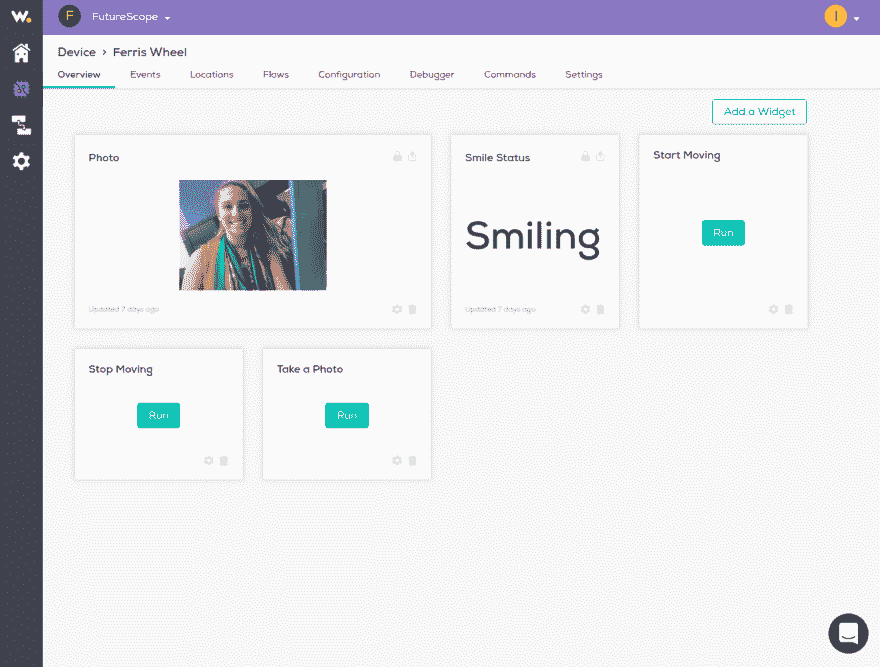 W.
F FutureScope
I
Device › Ferris Wheel
Overview Events Locations Flows Configuration Debugger Commands Settings
Add a Widget
Photo
Updated 7 days ago
Smile Status
Smiling
Updated 7 days ago
Start Moving
Run
Stop Moving
Run
Take a Photo
Run